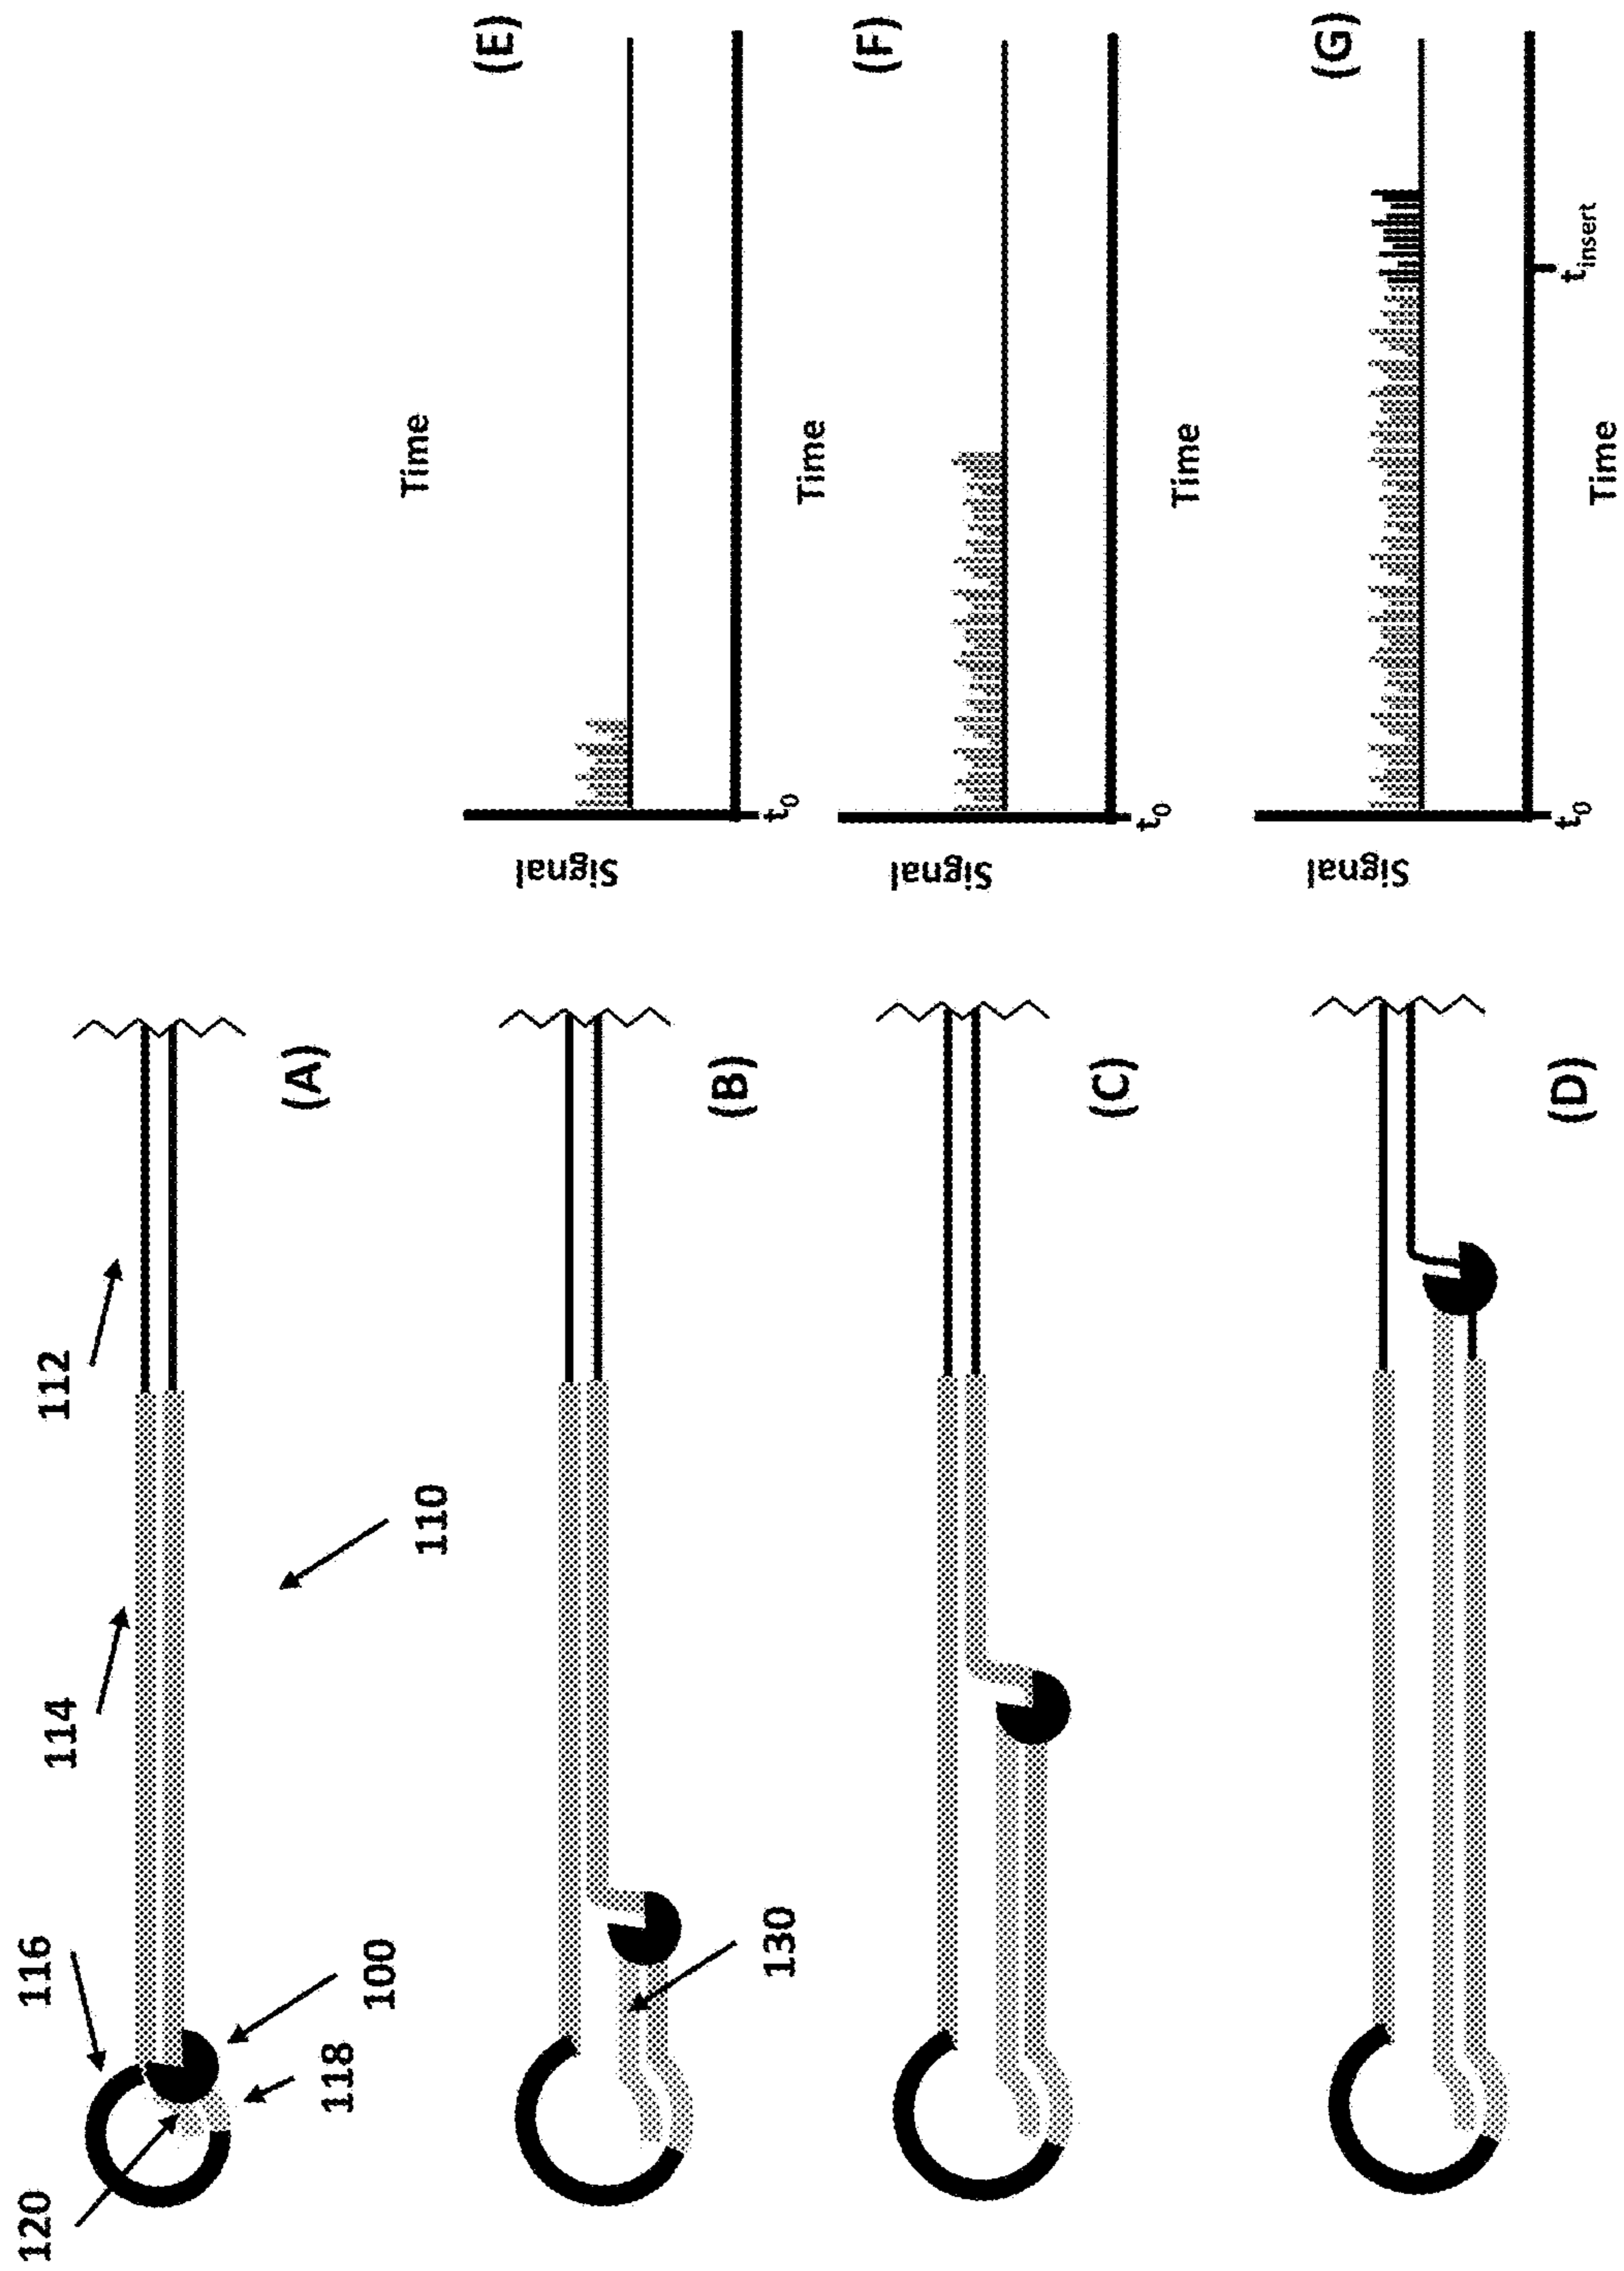 120
116
118
100
114
110
112
(A)
130
(B)
(C)
(D)
Time
Signal
t0
(E)
Time
Signal
t0
(F)
Time
Signal
t0
tinsert
(G)
Time